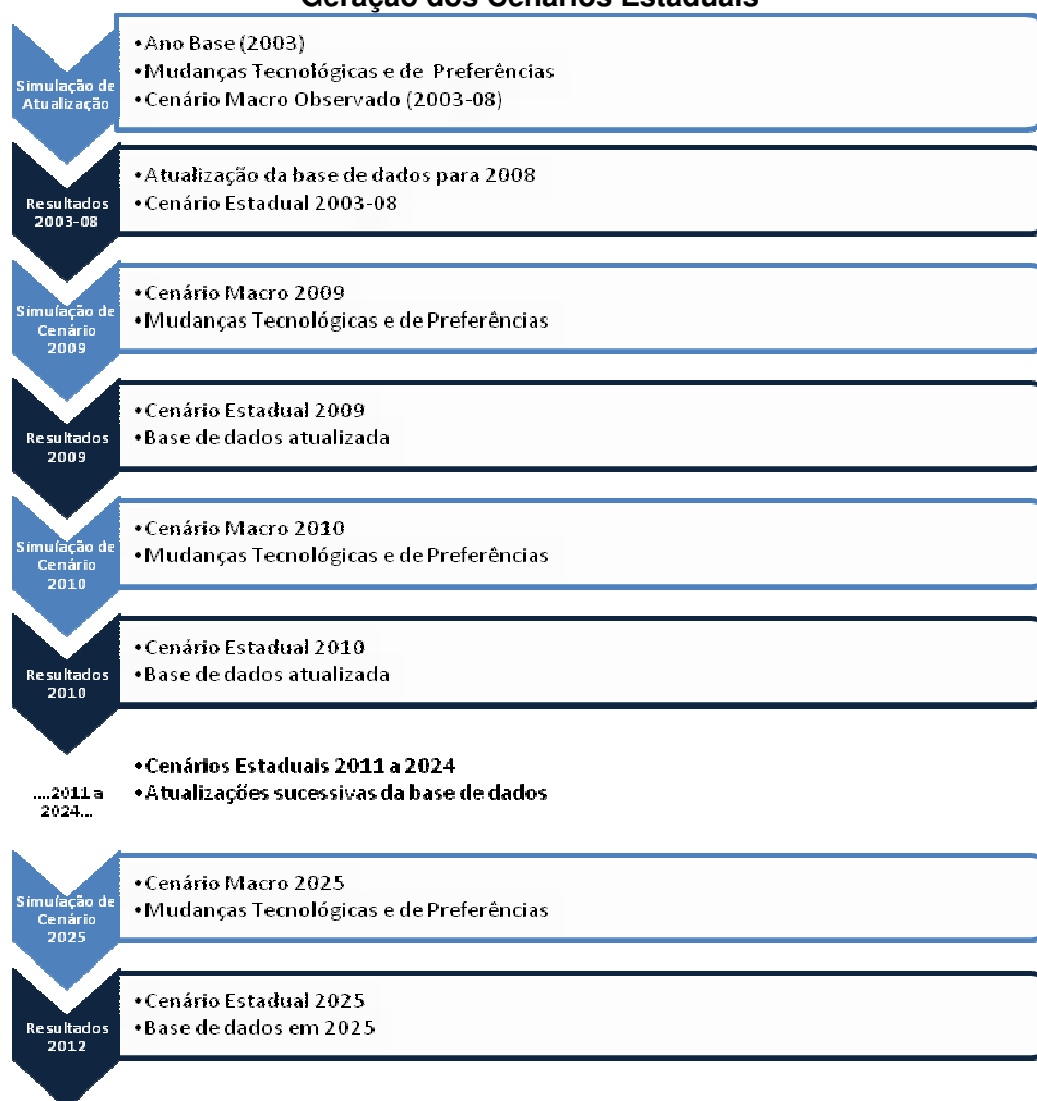 Geração dos Cenários Estaduais
Simulação de
Atualização
•Ano Base (2003)
•Mudanças Tecnológicas e de Preferências
•Cenário Macro Observado (2003-08)
Resultados
2003-08
•Atualização da base de dados para 2008
•Cenário Estadual 2003-08
Simulação de
Cenário
2009
•Cenário Macro 2009
•Mudanças Tecnológicas e de Preferências
Resultados
2009
•Cenário Estadual 2009
•Base de dados atualizada
Simulação de
Cenário
2010
•Cenário Macro 2010
•Mudanças Tecnológicas e de Preferências
Resultados
2010
•Cenário Estadual 2010
•Base de dados atualizada
....2011 a
2024...
•Cenários Estaduais 2011 a 2024
•Atualizações sucessivas da base de dados
Simulação de
Cenário
2025
•Cenário Macro 2025
•Mudanças Tecnológicas e de Preferências
Resultados
2012
•Cenário Estadual 2025
•Base de dados em 2025